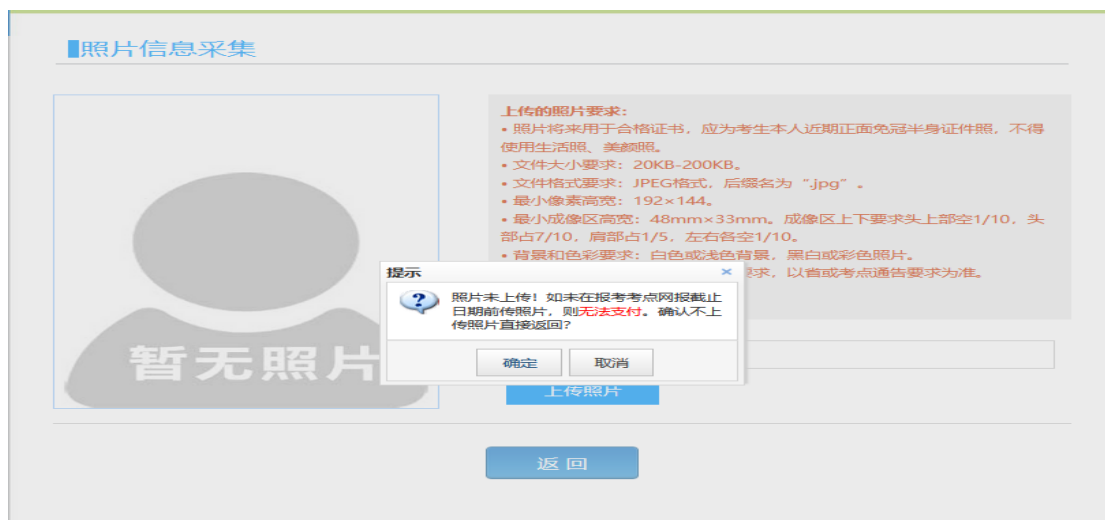 照片信息采集
上传的照片要求：
• 照片将来用于合格证书，应为考生本人近期正面免冠半身证件照，不得
使用生活照、美颜照。
• 文件大小要求：20KB-200KB。
• 文件格式要求：JPEG格式，后缀名为“.jpg”。
• 最小像素高宽：192×144。
• 最小成像区高宽：48mm×33mm。成像区上下要求头上部空1/10，头
部占7/10，肩部占1/5，左右各空1/10。
• 背景和色彩要求：白色或浅色背景，黑白或彩色照片。
求，以省或考点通告要求为准。
提示
×
照片未上传！如未在报考考点网报截止
日期前传照片，则无法支付。确认不上
传照片直接返回?
确定
取消
暂无照片
上传照片
返回